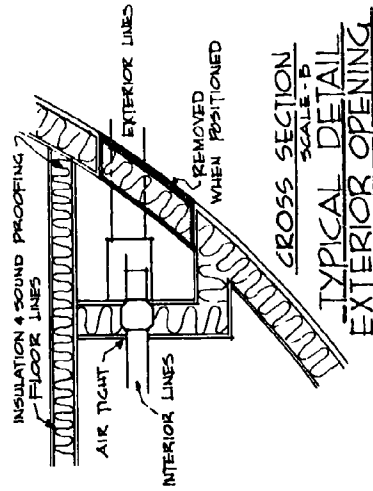 INSULATION & SOUND PROOFING
FLOOR LINES
EXTERIOR LINES
REMOVED
WHEN POSITIONED
AIR TIGHT
INTERIOR LINES
CROSS SECTION
SCALE - B
TYPICAL DETAIL
EXTERIOR OPENING